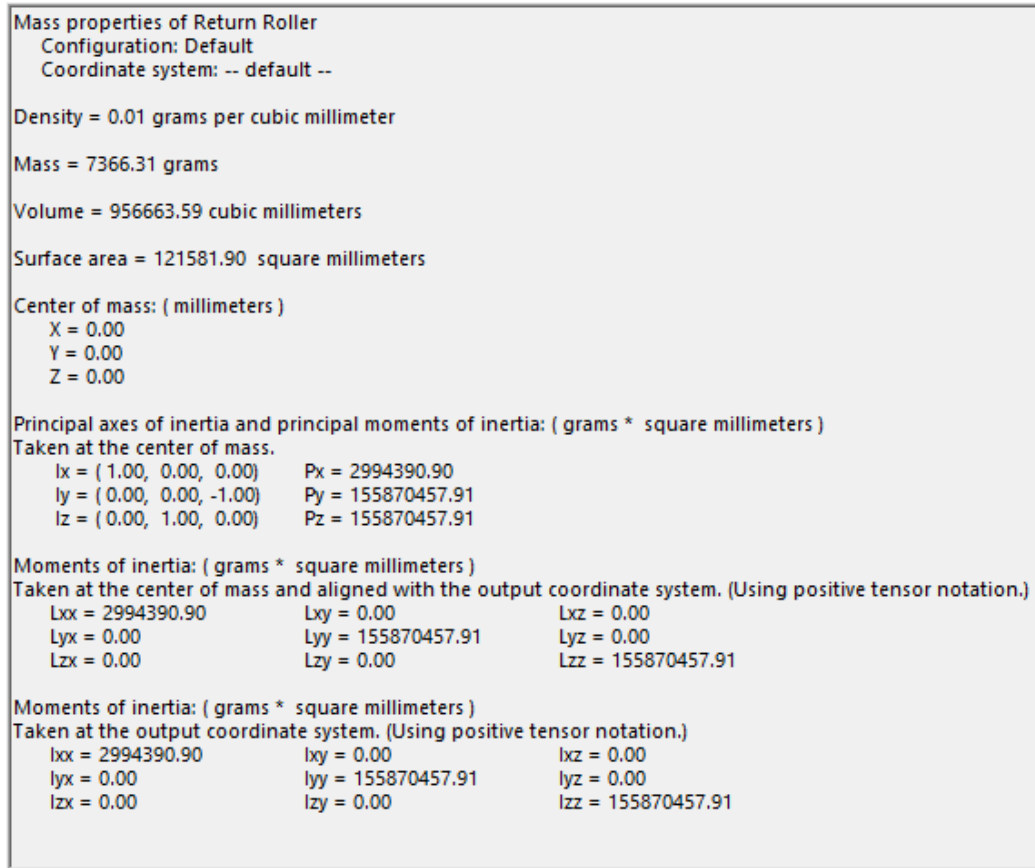 Mass properties of Return Roller
Configuration: Default
Coordinate system: -- default --
Density = 0.01 grams per cubic millimeter
Mass = 7366.31 grams
Volume = 956663.59 cubic millimeters
Surface area = 121581.90  square millimeters
Center of mass: ( millimeters )
X = 0.00
Y = 0.00
Z = 0.00
Principal axes of inertia and principal moments of inertia: ( grams *  square millimeters )
Taken at the center of mass.
Ix = ( 1.00,  0.00,  0.00)    Px = 2994390.90
Iy = ( 0.00,  0.00, -1.00)    Py = 155870457.91
Iz = ( 0.00,  1.00,  0.00)    Pz = 155870457.91
Moments of inertia: ( grams *  square millimeters )
Taken at the center of mass and aligned with the output coordinate system. (Using positive tensor notation.)
Lxx = 2994390.90    Lxy = 0.00    Lxz = 0.00
Lyx = 0.00    Lyy = 155870457.91    Lyz = 0.00
Lzx = 0.00    Lzy = 0.00    Lzz = 155870457.91
Moments of inertia: ( grams *  square millimeters )
Taken at the output coordinate system. (Using positive tensor notation.)
Ixx = 2994390.90    Ixy = 0.00    Ixz = 0.00
Iyx = 0.00    Iyy = 155870457.91    Iyz = 0.00
Izx = 0.00    Izy = 0.00    Izz = 155870457.91